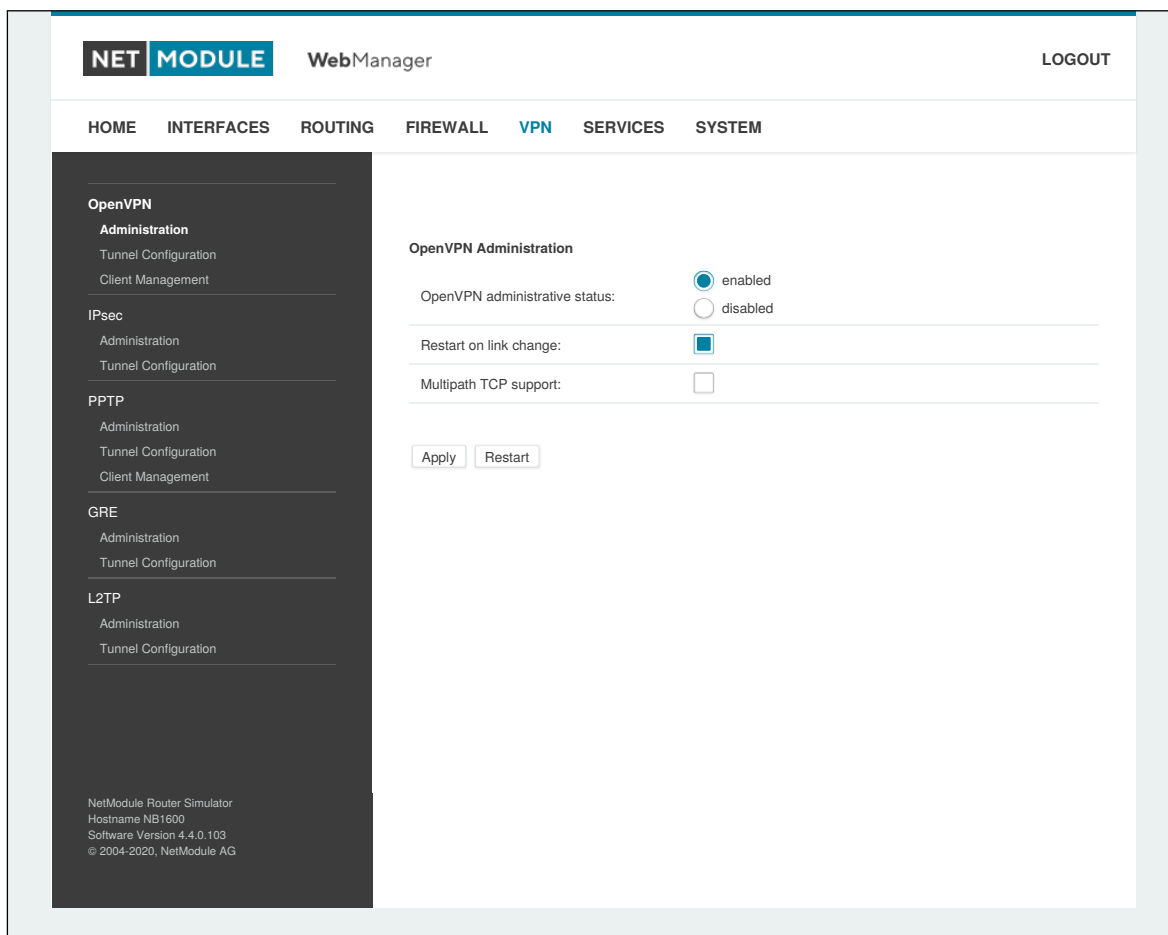 NET MODULE WebManager LOGOUT
HOME INTERFACES ROUTING FIREWALL VPN SERVICES SYSTEM
OpenVPN
Administration
Tunnel Configuration
Client Management
IPsec
Administration
Tunnel Configuration
PPTP
Administration
Tunnel Configuration
Client Management
GRE
Administration
Tunnel Configuration
L2TP
Administration
Tunnel Configuration
NetModule Router Simulator
Hostname NB1600
Software Version 4.4.0.103
© 2004-2020, NetModule AG
OpenVPN Administration
OpenVPN administrative status:
enabled
disabled
Restart on link change:
Multipath TCP support:
Apply Restart